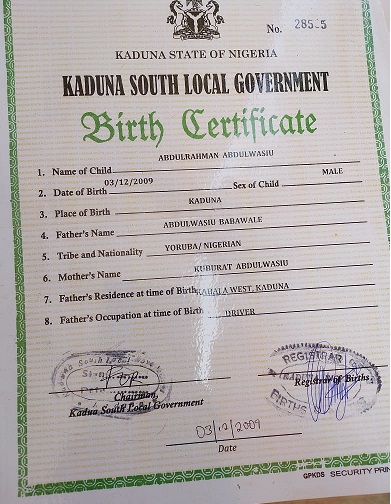 No. 28535
KADUNA STATE OF NIGERIA
KADUNA SOUTH LOCAL GOVERNMENT
Birth Certificate
1. Name of Child ABDULRAHMAN ABDULWASIU
2. Date of Birth 03/12/2009 Sex of Child MALE
3. Place of Birth KADUNA
4. Father's Name ABDULWASIU BABAWALE
5. Tribe and Nationality YORUBA/ NIGERIAN
6. Mother's Name KUBURAT ABDULWASIU
7. Father's Residence at time of Birth KABALA WEST, KADUNA
8. Father's Occupation at time of Birth DRIVER
Chairman,
Kadua South Local Government
REGISTRAR
BIRTHS
Registrar of Births.
03/12/2009
Date
GPKDS SECURITY PRIN